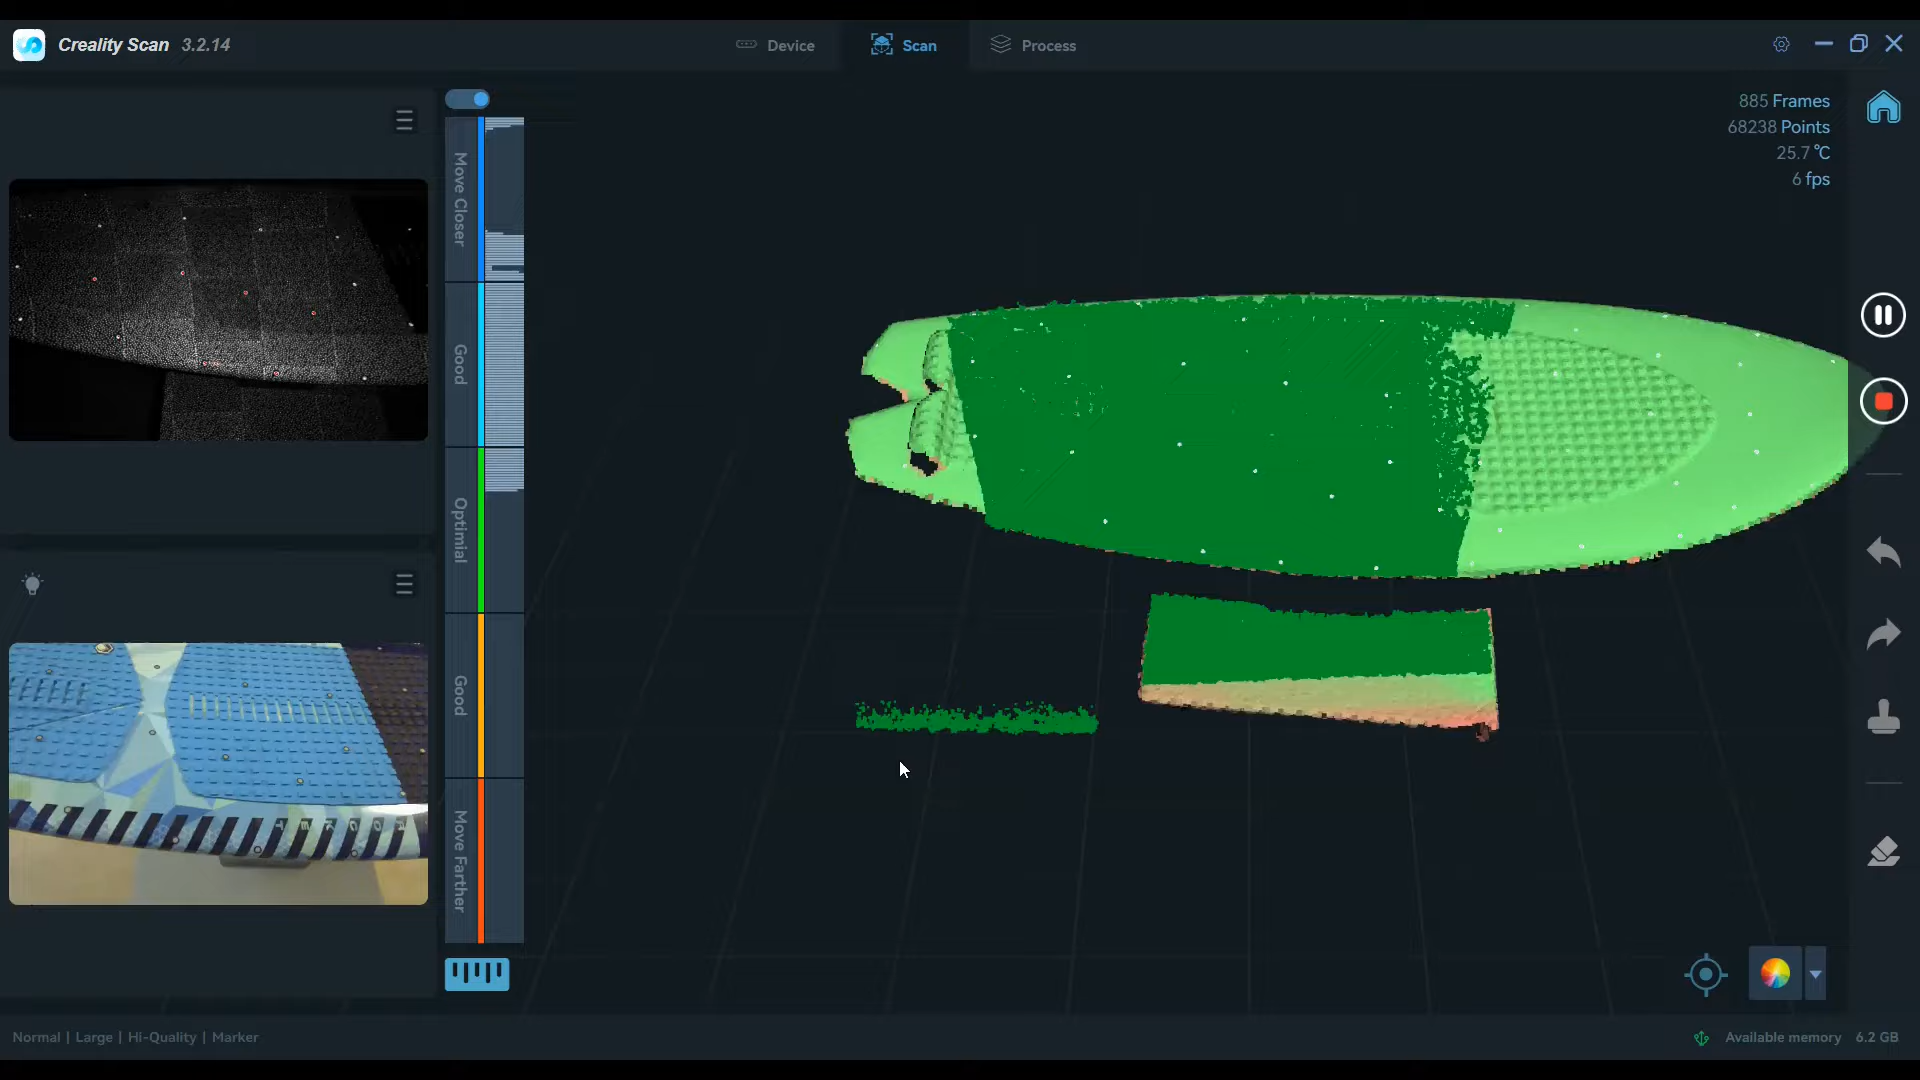 Creality Scan 3.2.14
Device
Scan
Process
885 Frames
68238 Points
25.7 ℃
6 fps
Move Closer
Good
Optimial
Good
Move Farther
Normal | Large | Hi-Quality | Marker
Available memory 6.2 GB